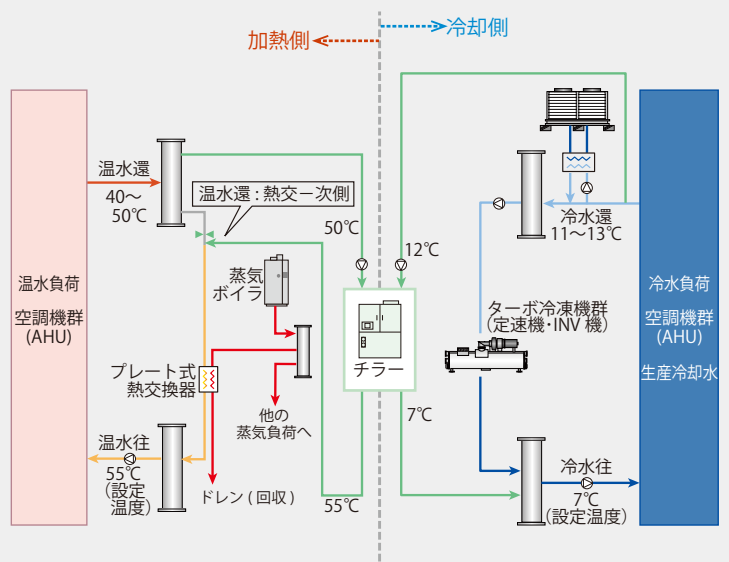 加熱側
冷却側
温水還
40～
50℃
温水還：熱交一次側
50℃
12℃
冷水還
11～13℃
蒸気
ボイラ
温水負荷
空調機群
(AHU)
冷水負荷
空調機群
(AHU)
生産冷却水
ターボ冷凍機群
(定速機・INV 機)
チラー
プレート式
熱交換器
他の
蒸気負荷へ
7℃
温水往
55℃
(設定
温度)
ドレン ( 回収 )
55℃
冷水往
7℃
(設定温度)